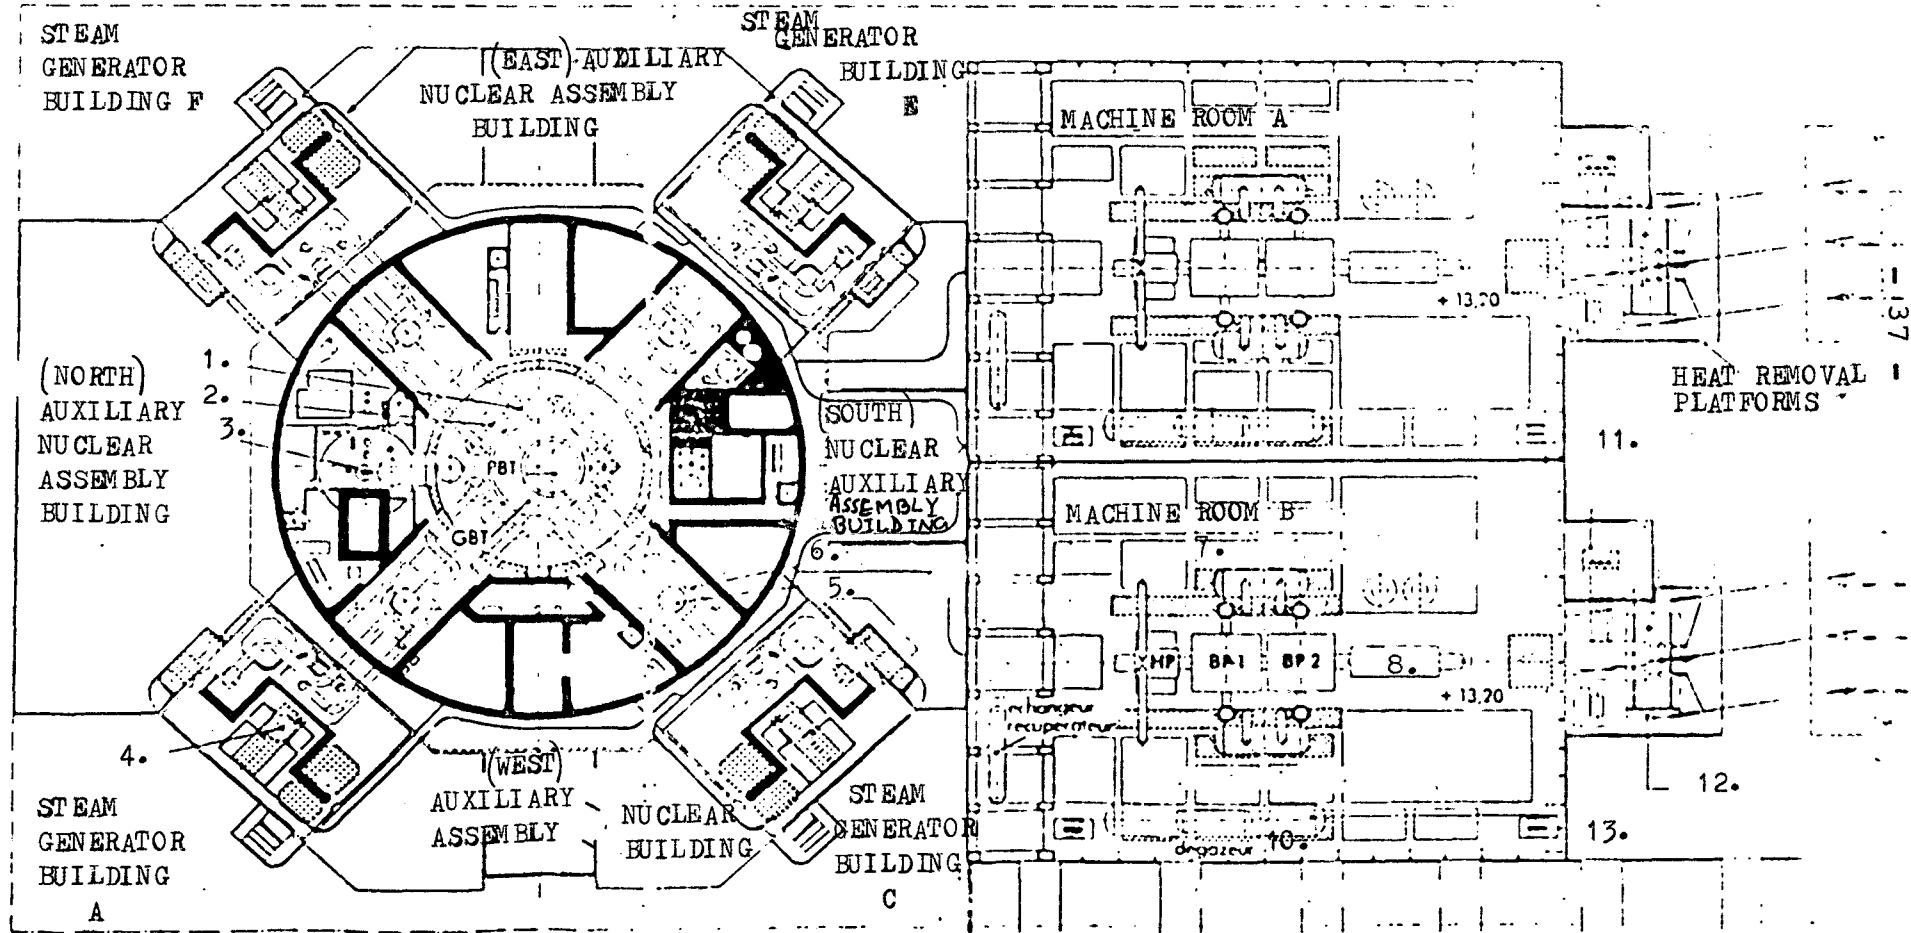 STEAM
GENERATOR
BUILDING F
(EAST) AUDILIARY
NUCLEAR ASSEMBLY
BUILDING
STEAM
GENERATOR
BUILDING
E
MACHINE ROOM A
+ 13,20
- 137 -
HEAT REMOVAL
PLATFORMS
(NORTH)
AUXILIARY
NUCLEAR
ASSEMBLY
BUILDING
1.
2.
3.
PBT
GBT
(SOUTH)
NUCLEAR
AUXILIARY
ASSEMBLY
BUILDING
6.
5.
11.
MACHINE ROOM B
7.
HP
BP1
BP 2
8.
+ 13,20
echangeur
recuperateur
4.
12.
(WEST)
AUXILIARY
ASSEMBLY
NUCLEAR
BUILDING
STEAM
GENERATOR
BUILDING
A
STEAM
GENERATOR
BUILDING
C
degazeur
10.
13.